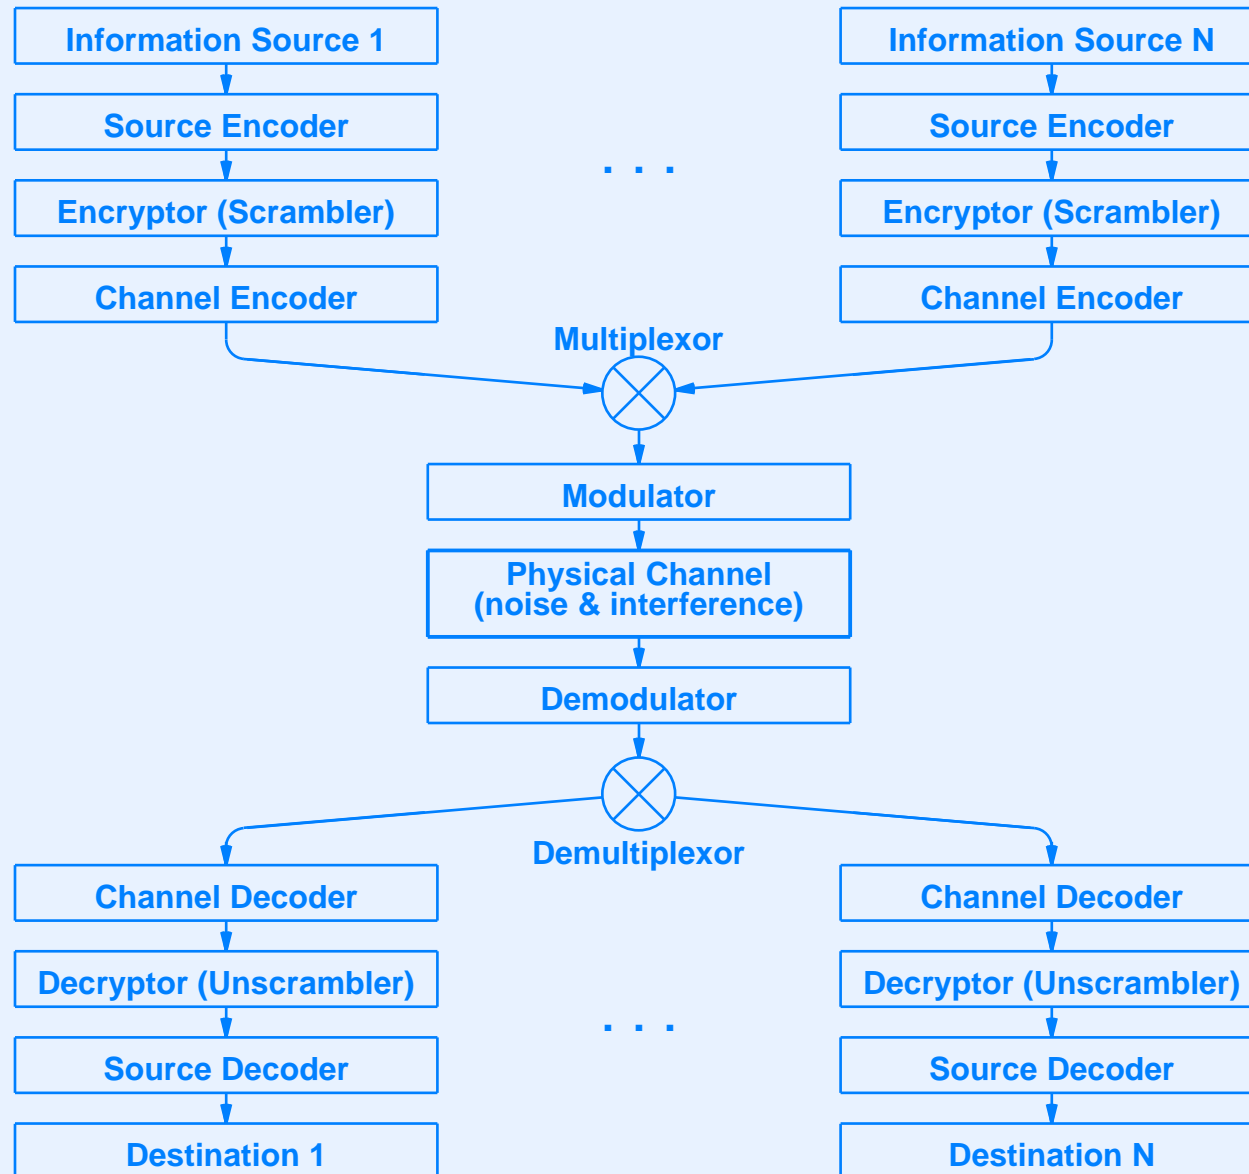 Information Source 1
Information Source N
Source Encoder
Source Encoder
. . .
Encryptor (Scrambler)
Encryptor (Scrambler)
Channel Encoder
Channel Encoder
Multiplexor
Modulator
Physical Channel
(noise & interference)
Demodulator
Demultiplexor
Channel Decoder
Channel Decoder
Decryptor (Unscrambler)
Decryptor (Unscrambler)
. . .
Source Decoder
Source Decoder
Destination 1
Destination N